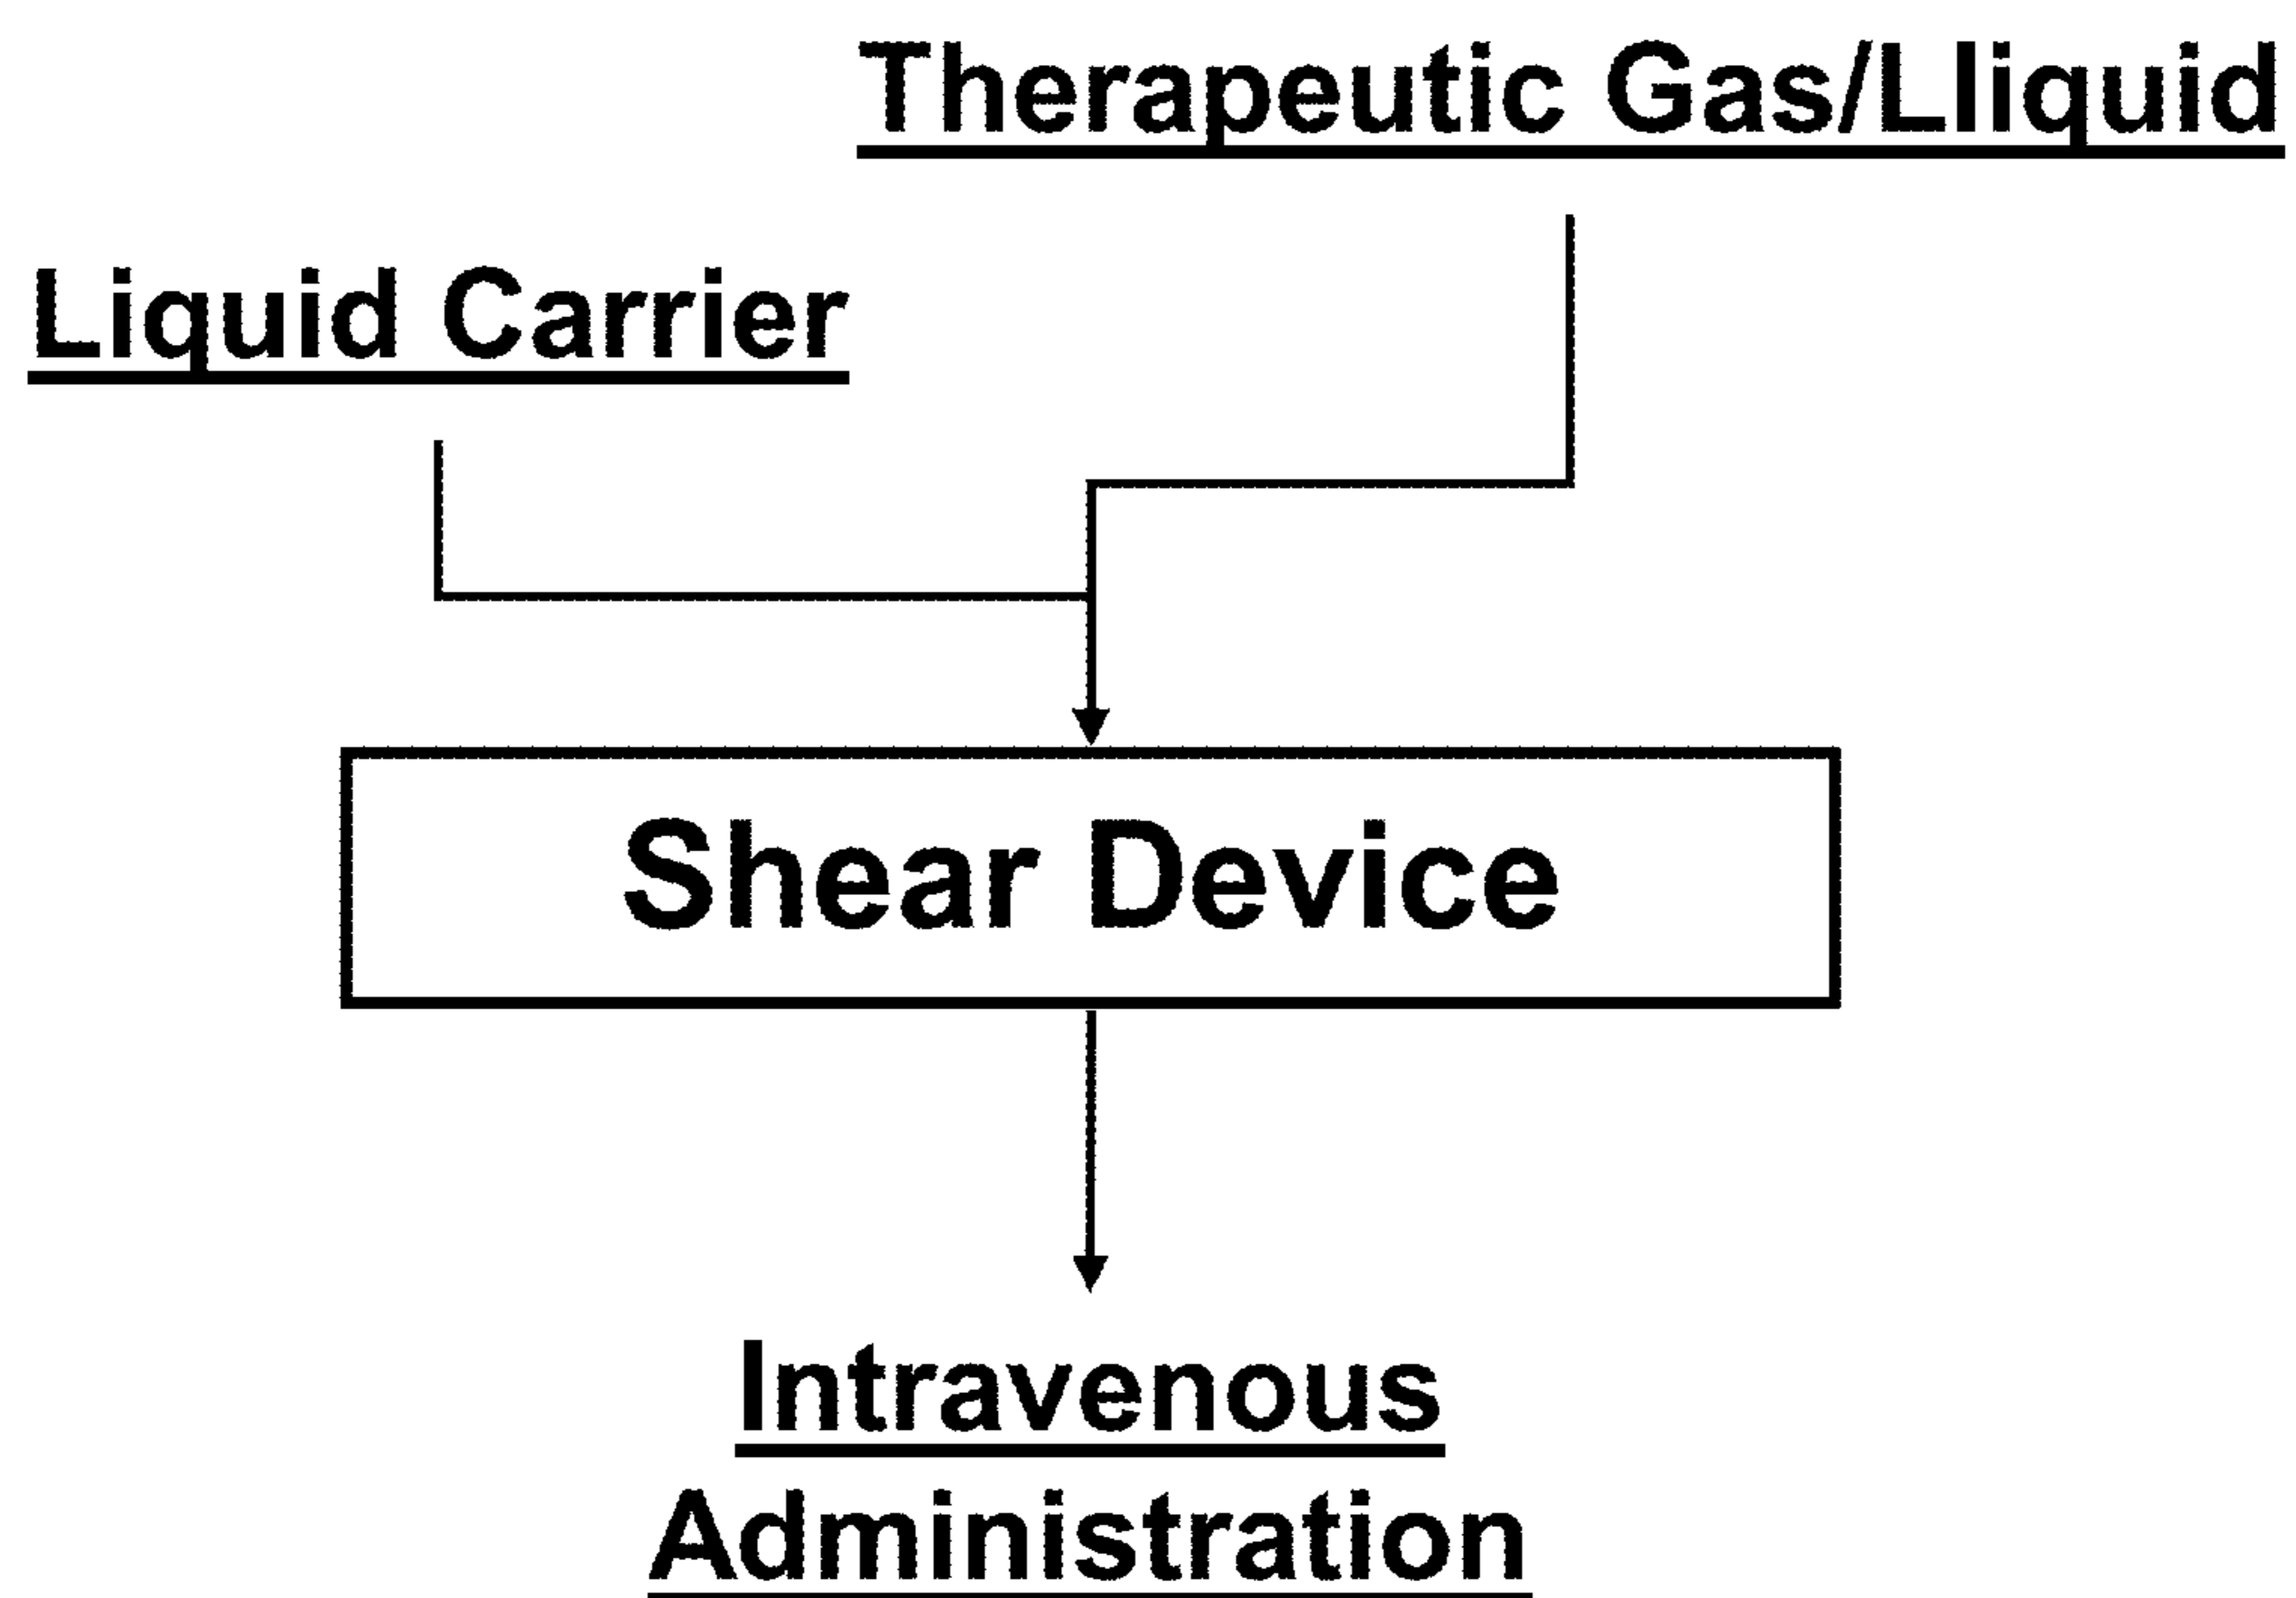 Therapeutic Gas/Lliquid
Liquid Carrier
Shear Device
Intravenous
Administration